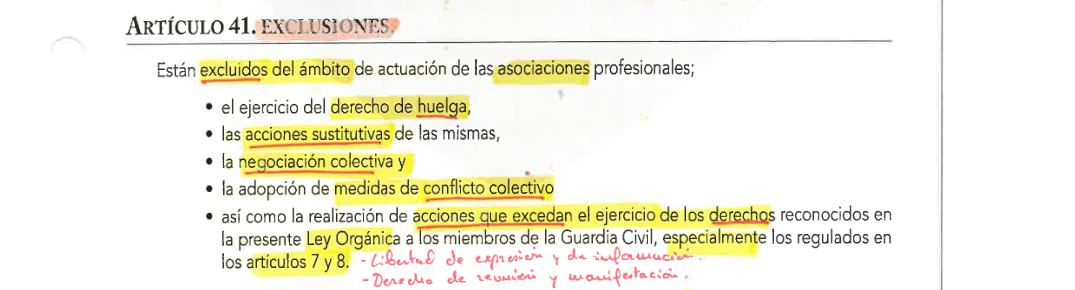 ARTÍCULO 41. EXCLUSIONES.
Están excluidos del ámbito de actuación de las asociaciones profesionales;
• el ejercicio del derecho de huelga,
• las acciones sustitutivas de las mismas,
• la negociación colectiva y
• la adopción de medidas de conflicto colectivo
• así como la realización de acciones que excedan el ejercicio de los derechos reconocidos en
la presente Ley Orgánica a los miembros de la Guardia Civil, especialmente los regulados en
los artículos 7 y 8. - Libertad de expresión y de información.
- Derecho de reunión y manifestación.